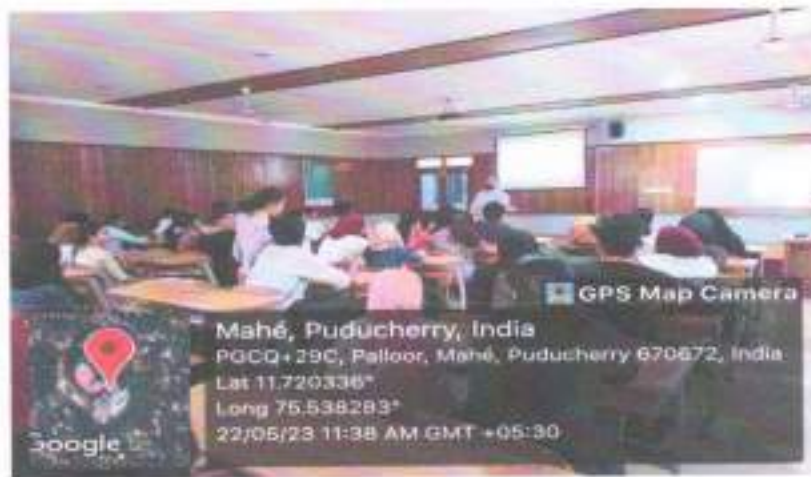 GPS Map Camera
Mahé, Puducherry, India
PGCQ+29C, Palloor, Mahé, Puducherry 670672, India
Lat 11.720336°
Long 75.538283°
22/05/23 11:38 AM GMT +05:30
Google